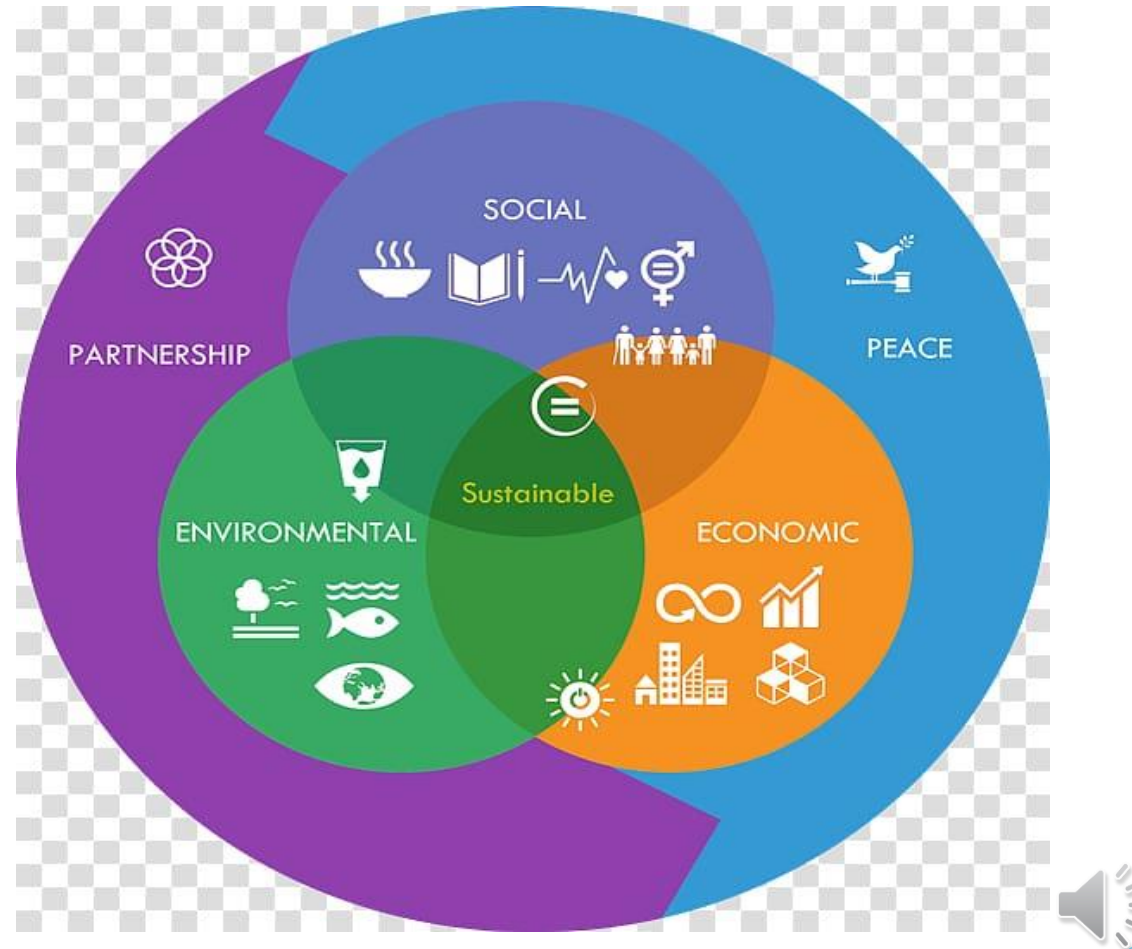 SOCIAL
PARTNERSHIP
PEACE
Sustainable
ENVIRONMENTAL
ECONOMIC